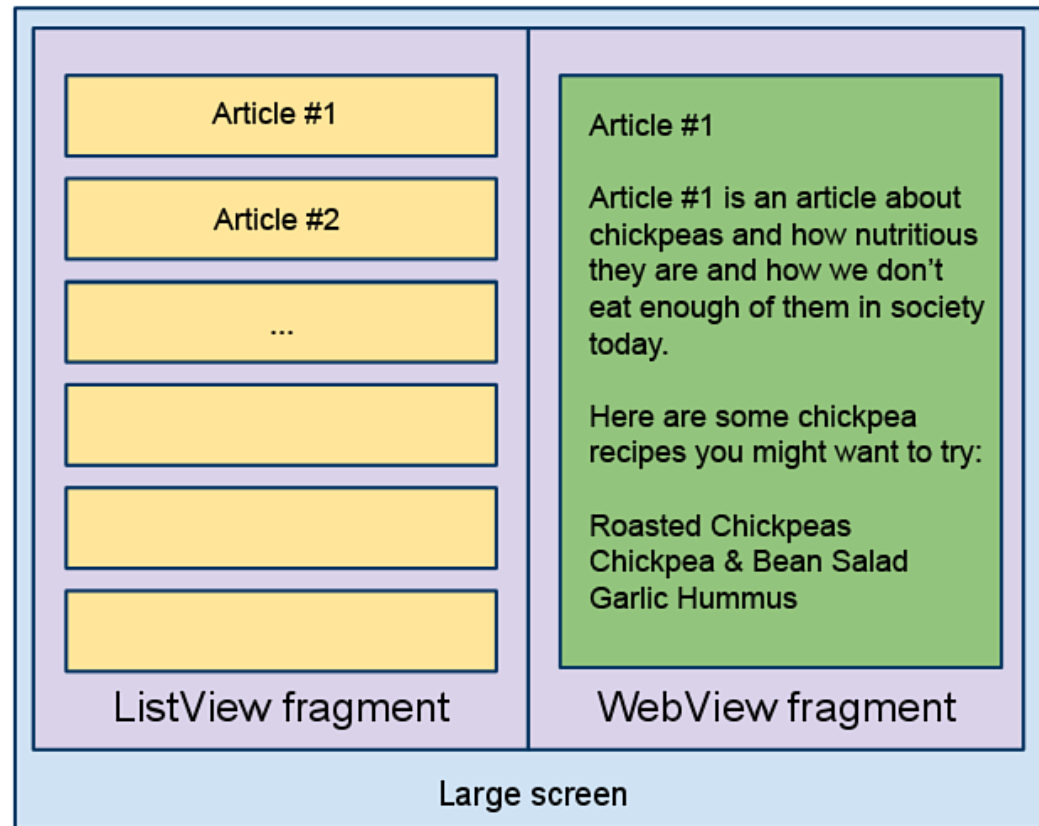 Article #1
Article #2
...
ListView fragment
Article #1
Article #1 is an article about
chickpeas and how nutritious
they are and how we don't
eat enough of them in society
today.
Here are some chickpea
recipes you might want to try:
Roasted Chickpeas
Chickpea & Bean Salad
Garlic Hummus
WebView fragment
Large screen